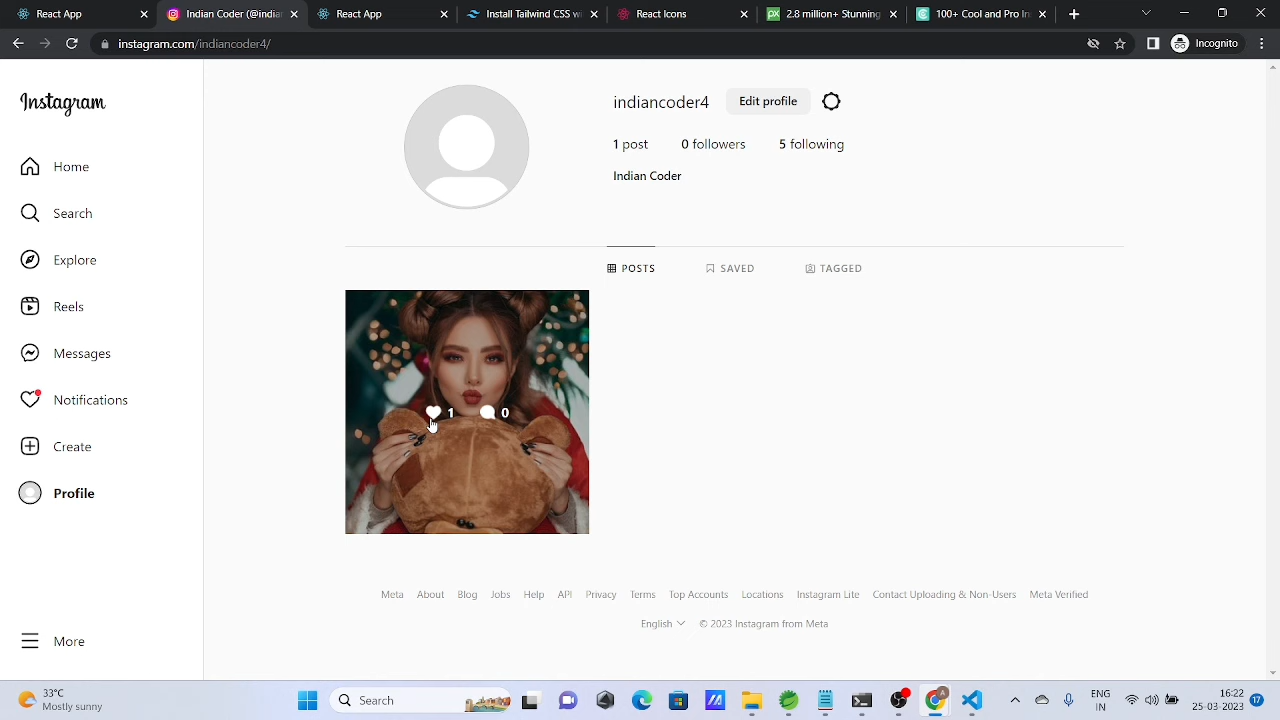 React App
Indian Coder (@indian
React App
Install Tailwind CSS w
React Icons
2.8 million+ Stunning
100+ Cool and Pro In
instagram.com/indiancoder4/
Incognito
Instagram
Home
Search
Explore
Reels
Messages
Notifications
Create
Profile
More
indiancoder4
Edit profile
1 post
0 followers
5 following
Indian Coder
POSTS
SAVED
TAGGED
1
0
Meta About Blog Jobs Help API Privacy Terms Top Accounts Locations Instagram Lite Contact Uploading & Non-Users Meta Verified
English © 2023 Instagram from Meta
33°C
Mostly sunny
Search
ENG
IN
16:22
25-03-2023
17